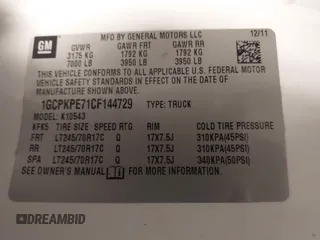 MFD BY GENERAL MOTORS LLC
12/11
GM
GVWR GAWR FRT GAWR RR
3175 KG 1792 KG 1792 KG
7000 LB 3950 LB 3950 LB
THIS VEHICLE CONFORMS TO ALL APPLICABLE U.S. FEDERAL MOTOR
VEHICLE SAFETY STANDARDS IN EFFECT ON THE DATE OF
MANUFACTURE SHOWN ABOVE.
1GCPKPE71CF144729 TYPE: TRUCK
MODEL: K10543
KFK5 TIRE SIZE SPEED RTG RIM COLD TIRE PRESSURE
FRT LT245/70R17C Q 17X7.5J 310KPA(45PSI)
RR LT245/70R17C Q 17X7.5J 310KPA(45PSI)
SPA LT245/70R17C Q 17X7.5J 340KPA(50PSI)
SEE OWNER'S MANUAL FOR MORE INFORMATION.
DREAMBID